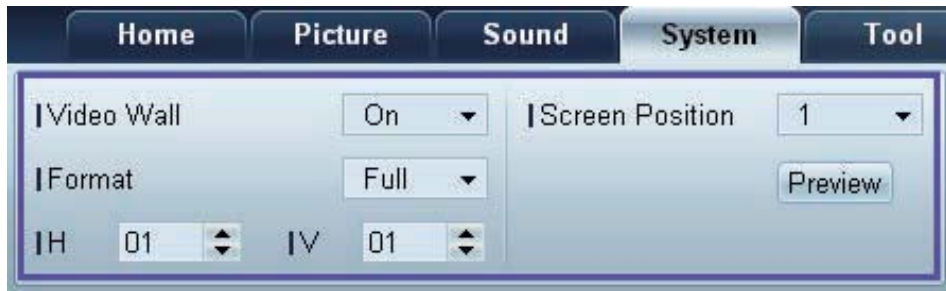 Home Picture Sound System Tool
Video Wall On Screen Position 1
Format Full Preview
H 01 V 01